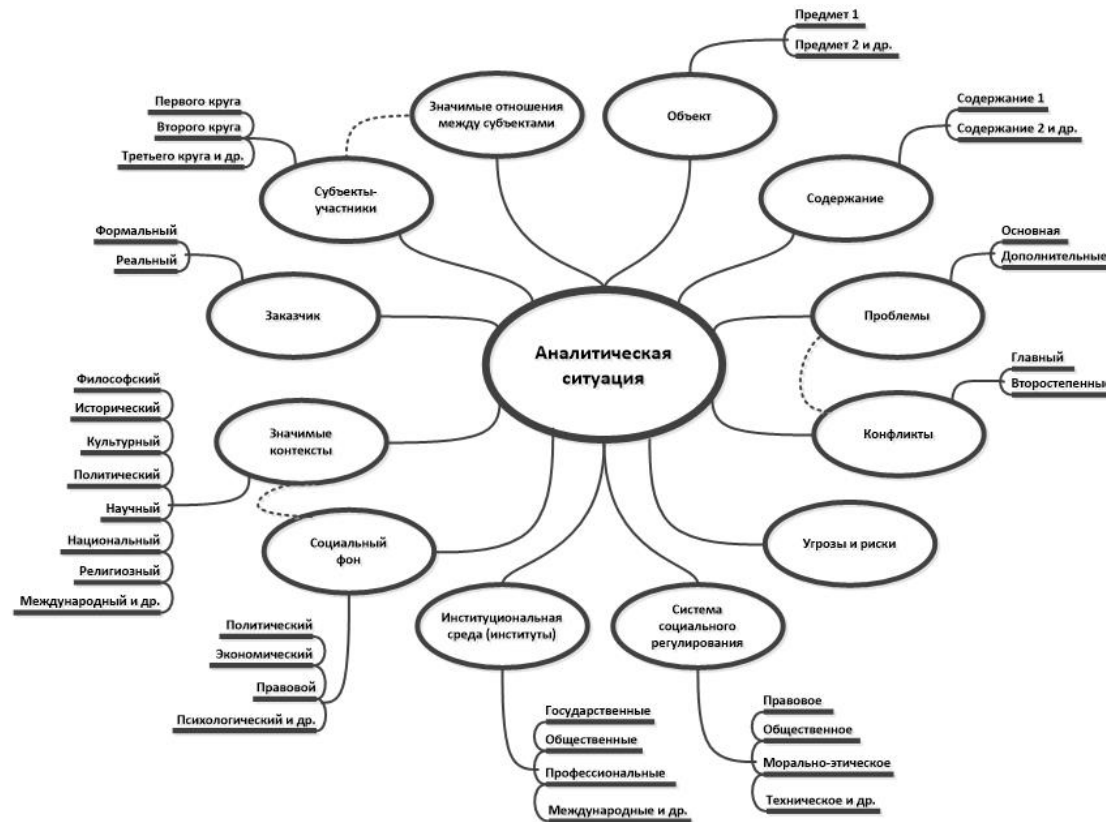 Предмет 1
Предмет 2 и др.
Объект
Значимые отношения
между субъектами
Первого круга
Второго круга
Третьего круга и др.
Субъекты-
участники
Содержание 1
Содержание 2 и др.
Содержание
Формальный
Реальный
Заказчик
Основная
Дополнительные
Проблемы
Аналитическая
ситуация
Главный
Второстепенные
Конфликты
Философский
Исторический
Культурный
Политический
Научный
Национальный
Религиозный
Международный и др.
Значимые
контексты
Социальный
фон
Политический
Экономический
Правовой
Психологический и др.
Угрозы и риски
Институциональная
среда (институты)
Государственные
Общественные
Профессиональные
Международные и др.
Система
социального
регулирования
Правовое
Общественное
Морально-этическое
Техническое и др.